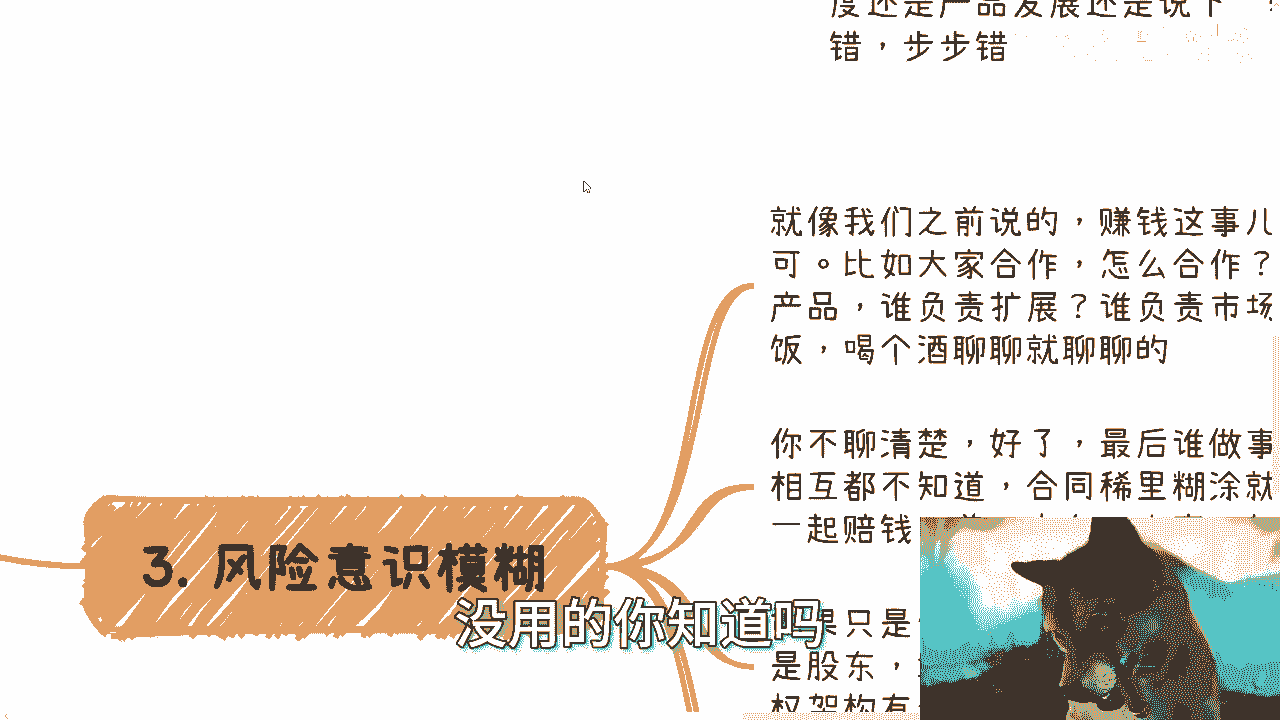 度还是产品发展还是说下
错，步步错
就像我们之前说的，赚钱这事儿
可。比如大家合作，怎么合作？
产品，谁负责扩展？谁负责市场
饭，喝个酒聊聊就聊聊的
你不聊清楚，好了，最后谁做事
相互都不知道，合同稀里糊涂就
一起赔钱
3. 风险意识模糊
没用的你知道吗
果只是
是股东，
权架构有